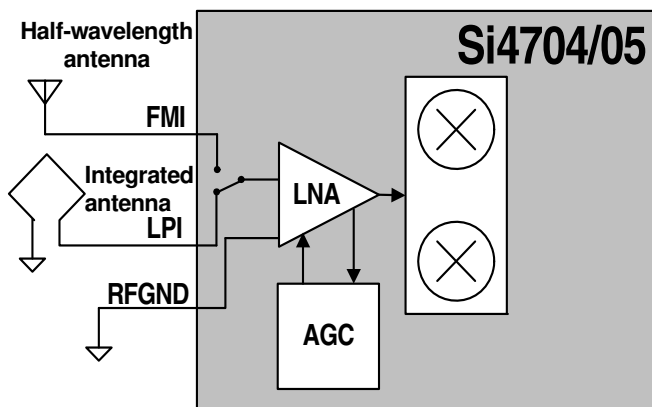 Half-wavelength
antenna
Si4704/05
FMI
Integrated
antenna
LNA
LPI
RFGND
AGC